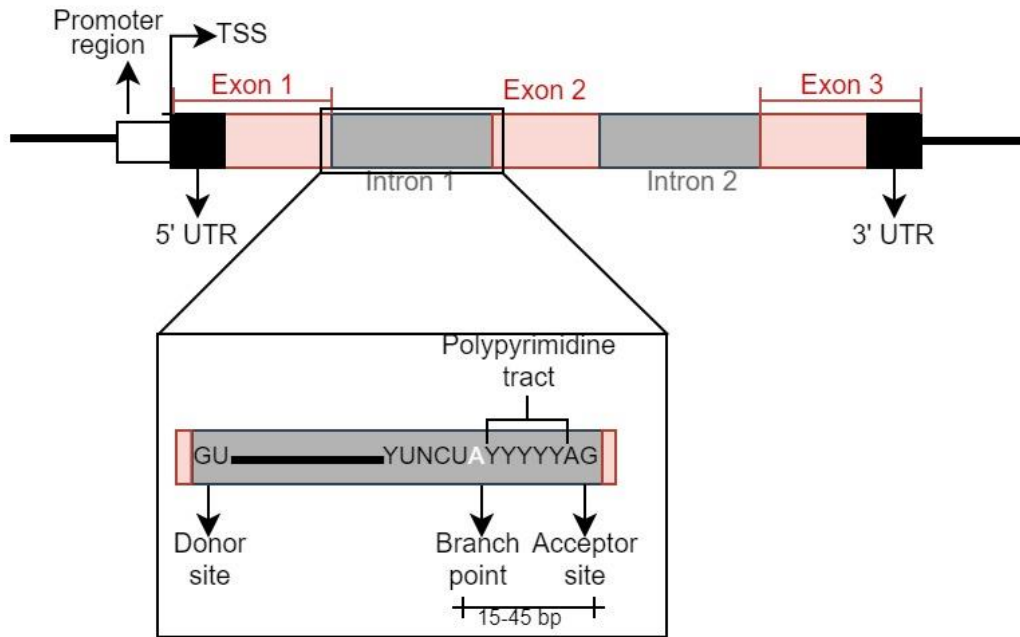 Promoter
region
TSS
Exon 1
Exon 2
Exon 3
Intron 1
Intron 2
5' UTR
3' UTR
Polypyrimidine
tract
GU
YUNCUAYYYYYAG
Donor
site
Branch
point
Acceptor
site
15-45 bp